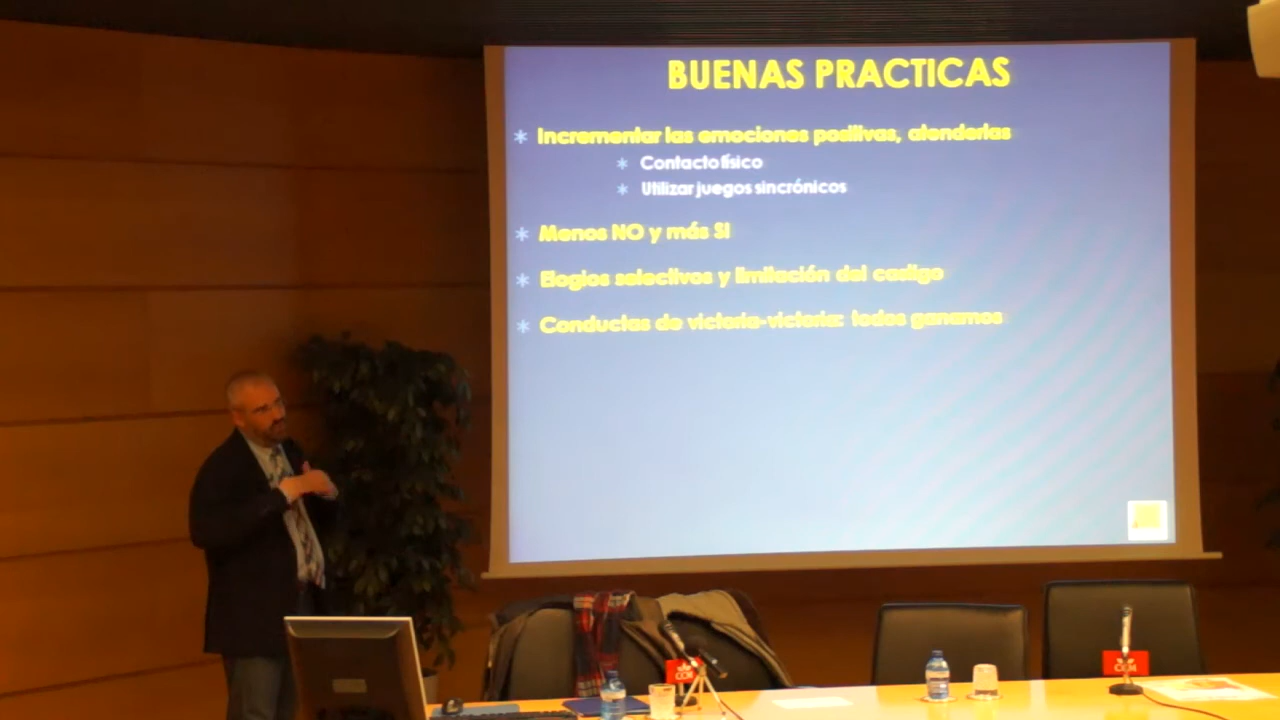 BUENAS PRACTICAS
Incrementar las emociones positivas, atenderlas
Contacto físico
Utilizar juegos sincrónicos
Menos NO y más SI
Elogios selectivos y limitación del castigo
Conductas de victoria-victoria: todos ganamos